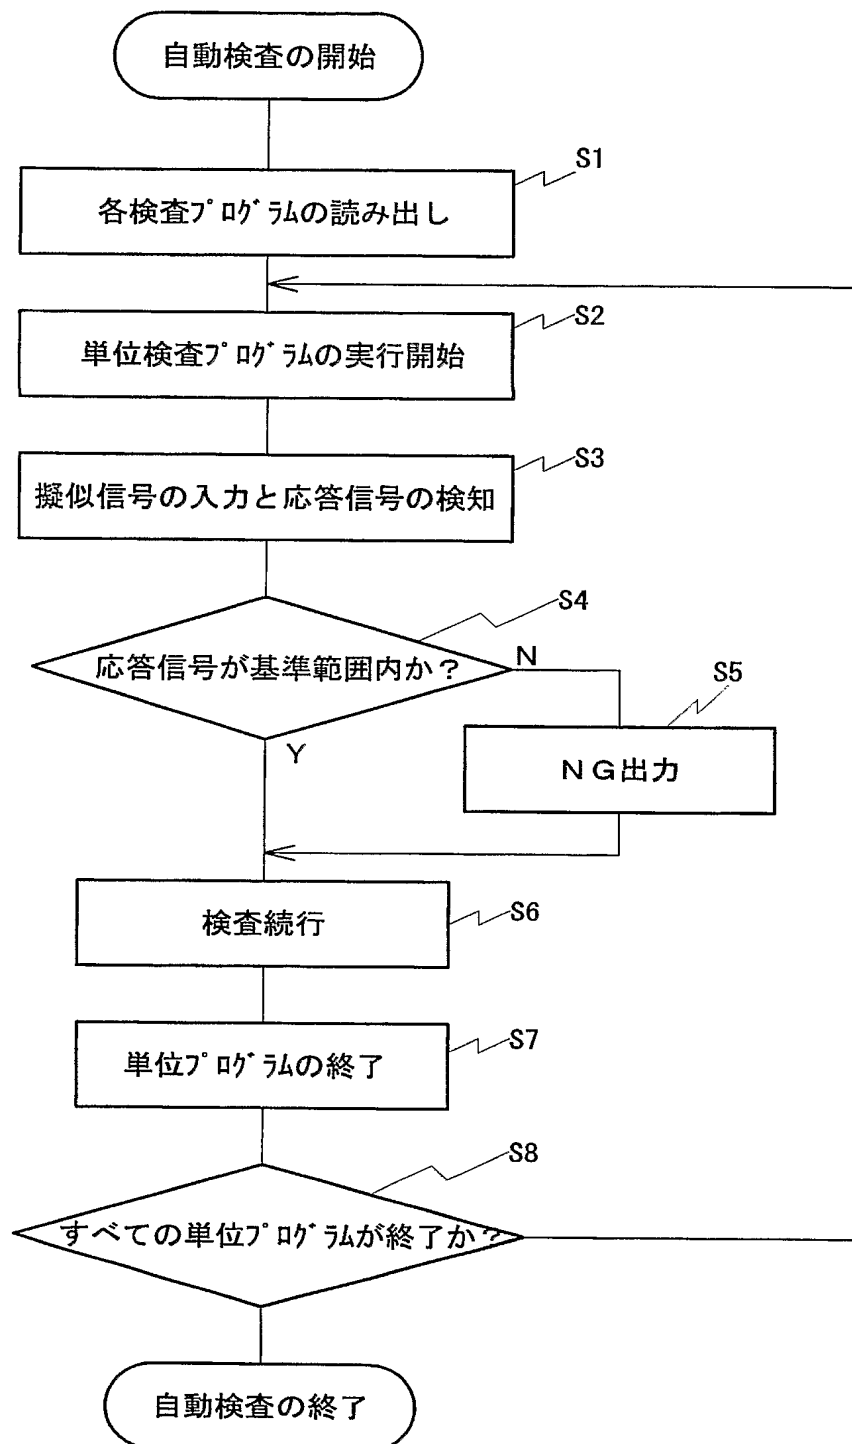 自動検査の開始
S1
各検査ﾌﾟﾛｸﾞﾗﾑの読み出し
S2
単位検査ﾌﾟﾛｸﾞﾗﾑの実行開始
S3
擬似信号の入力と応答信号の検知
S4
応答信号が基準範囲内か？
N
S5
ＮＧ出力
Y
S6
検査続行
S7
単位ﾌﾟﾛｸﾞﾗﾑの終了
S8
すべての単位ﾌﾟﾛｸﾞﾗﾑが終了か？
自動検査の終了